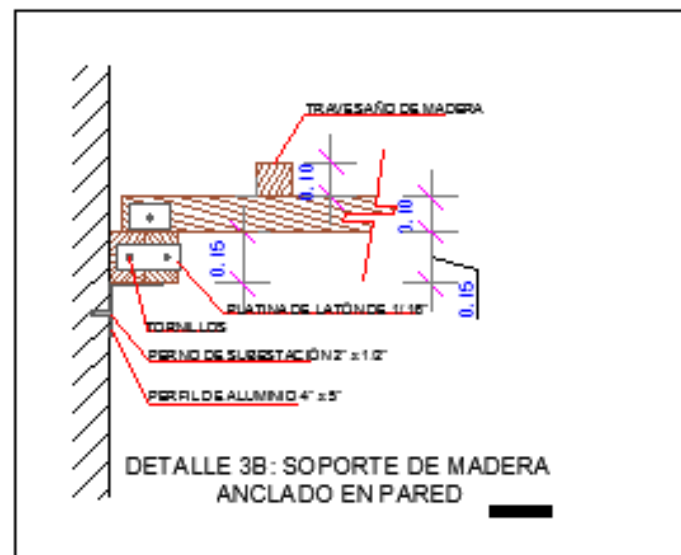 TRAVESAÑO DE MADERA
0,10
0,10
0,15
0,15
PLATINA DE LATÓN DE 1/16"
TORNILLOS
PERNO DE SUBESTACIÓN 2" x 1/2"
PERFIL DE ALUMINIO 4" x 5"
DETALLE 3B: SOPORTE DE MADERA
ANCLADO EN PARED